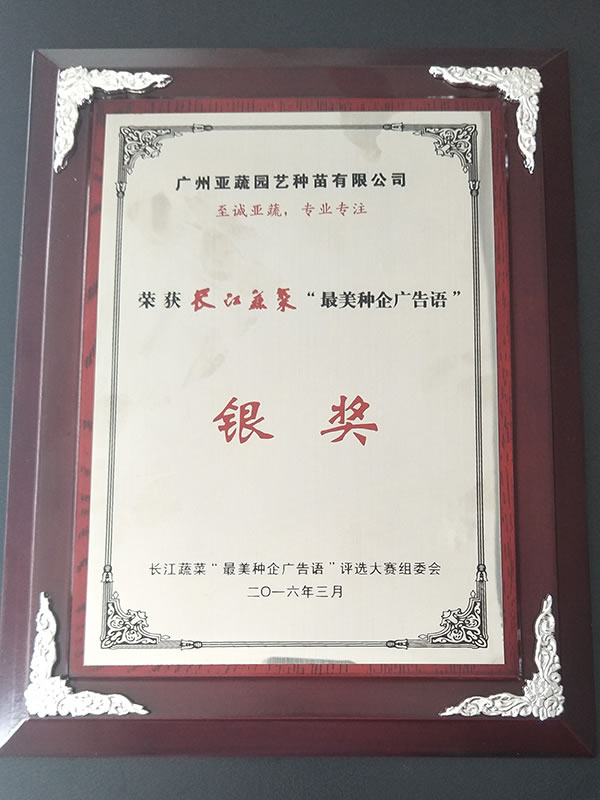 广州亚蔬园艺种苗有限公司
至诚亚蔬，专业专注
荣获 长江蔬菜 “最美种企广告语”
银 奖
长江蔬菜“最美种企广告语”评选大赛组委会
二〇一六年三月